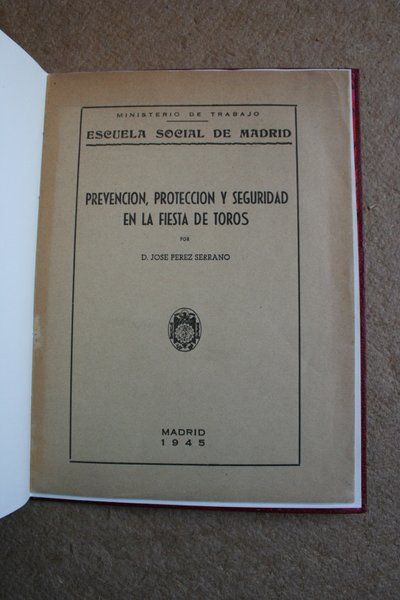 MINISTERIO DE TRABAJO
ESCUELA SOCIAL DE MADRID
PREVENCION, PROTECCION Y SEGURIDAD
EN LA FIESTA DE TOROS
POR
D. JOSE PEREZ SERRANO
MADRID
1945